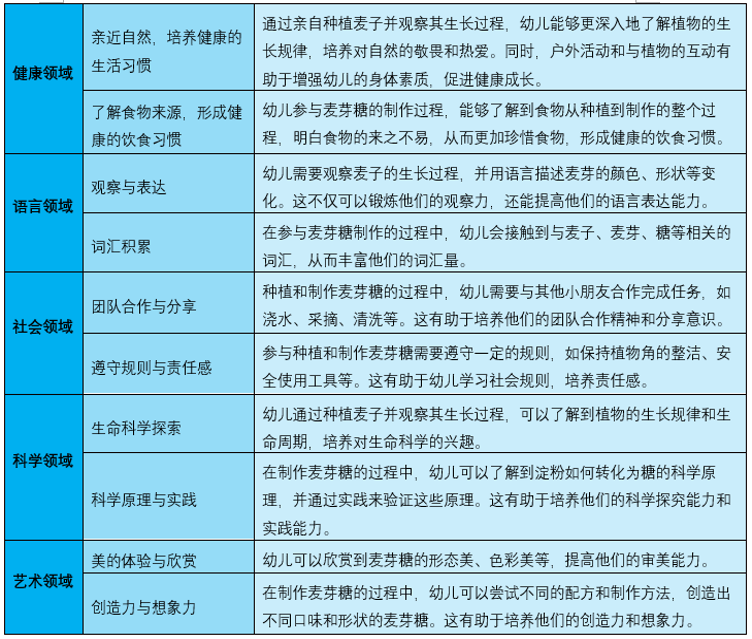 健康领域
亲近自然，培养健康的
生活习惯
通过亲自种植麦子并观察其生长过程，幼儿能够更深入地了解植物的生
长规律，培养对自然的敬畏和热爱。同时，户外活动和与植物的互动有
助于增强幼儿的身体素质，促进健康成长。
了解食物来源，形成健
康的饮食习惯
幼儿参与麦芽糖的制作过程，能够了解到食物从种植到制作的整个过
程，明白食物的来之不易，从而更加珍惜食物，形成健康的饮食习惯。
语言领域
观察与表达
幼儿需要观察麦子的生长过程，并用语言描述麦芽的颜色、形状等变
化。这不仅可以锻炼他们的观察力，还能提高他们的语言表达能力。
词汇积累
在参与麦芽糖制作的过程中，幼儿会接触到与麦子、麦芽、糖等相关的
词汇，从而丰富他们的词汇量。
社会领域
团队合作与分享
种植和制作麦芽糖的过程中，幼儿需要与其他小朋友合作完成任务，如
浇水、采摘、清洗等。这有助于培养他们的团队合作精神和分享意识。
遵守规则与责任感
参与种植和制作麦芽糖需要遵守一定的规则，如保持植物角的整洁、安
全使用工具等。这有助于幼儿学习社会规则，培养责任感。
科学领域
生命科学探索
幼儿通过种植麦子并观察其生长过程，可以了解到植物的生长规律和生
命周期，培养对生命科学的兴趣。
科学原理与实践
在制作麦芽糖的过程中，幼儿可以了解到淀粉如何转化为糖的科学原
理，并通过实践来验证这些原理。这有助于培养他们的科学探究能力和
实践能力。
艺术领域
美的体验与欣赏
幼儿可以欣赏到麦芽糖的形态美、色彩美等，提高他们的审美能力。
创造力与想象力
在制作麦芽糖的过程中，幼儿可以尝试不同的配方和制作方法，创造出
不同口味和形状的麦芽糖。这有助于培养他们的创造力和想象力。